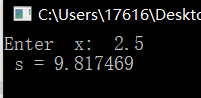 C:\Users\17616\Deskto
Enter  x:  2.5
 s = 9.817469